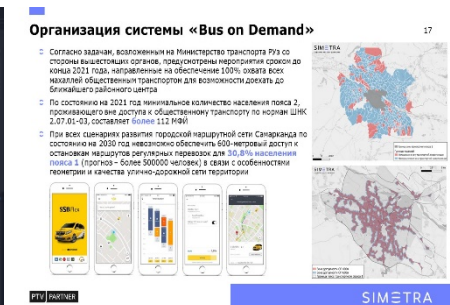 Организация системы «Bus on Demand»
17
Согласно задачам, возложенным на Министерство транспорта РУз со
стороны вышестоящих органов, предусмотрены мероприятия сроком до
конца 2021 года, направленные на обеспечение 100% охвата всех
махаллей общественным транспортом для возможности доехать до
ближайшего районного центра
По состоянию на 2021 год минимальное количество населения пояса 2,
проживающего вне доступа к общественному транспорту по нормам ШНК
2.07.01-03, составляет более 112 МФЙ
При всех сценариях развития городской маршрутной сети Самарканда по
состоянию на 2030 год невозможно обеспечить 600-метровый доступ к
остановкам маршрутов регулярных перевозок для 30,8% населения
пояса 1 (прогноз – более 500000 человек) в связи с особенностями
геометрии и качества улично-дорожной сети территории
SIMETRA
SIMETRA
PTV PARTNER
SIMETRA